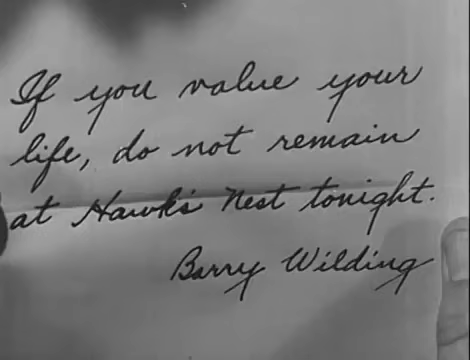 If you value your
life, do not remain
at Hawk's Nest tonight.
Barry Wilding